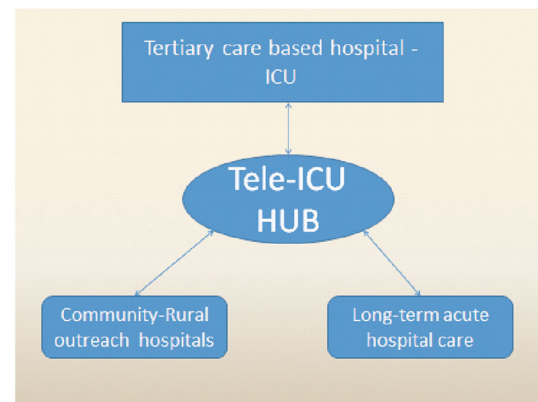 Tertiary care based hospital -
ICU
Tele-ICU
HUB
Community-Rural
outreach hospitals
Long-term acute
hospital care